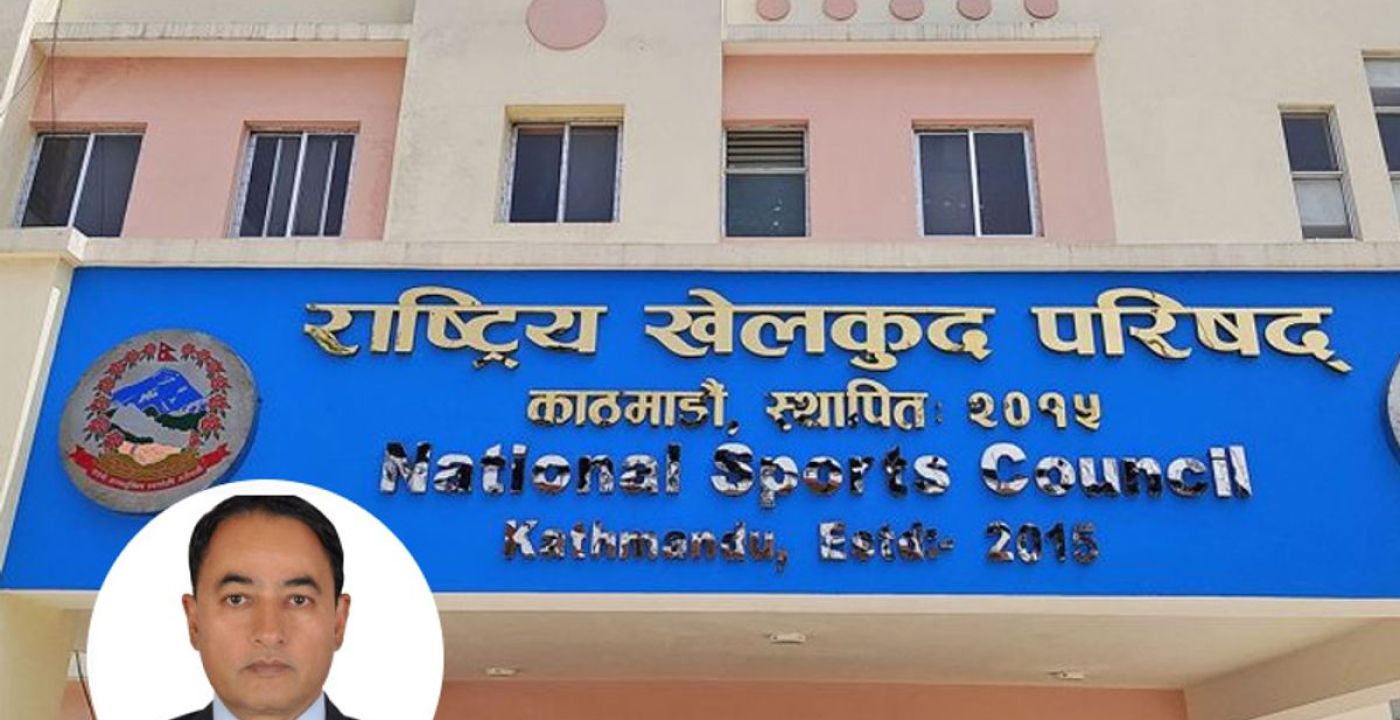 राष्ट्रिय खेलकुद परिषद्
काठमाडौं, स्थापित: २०१५
National Sports Council
Kathmandu, Estd:- 2015